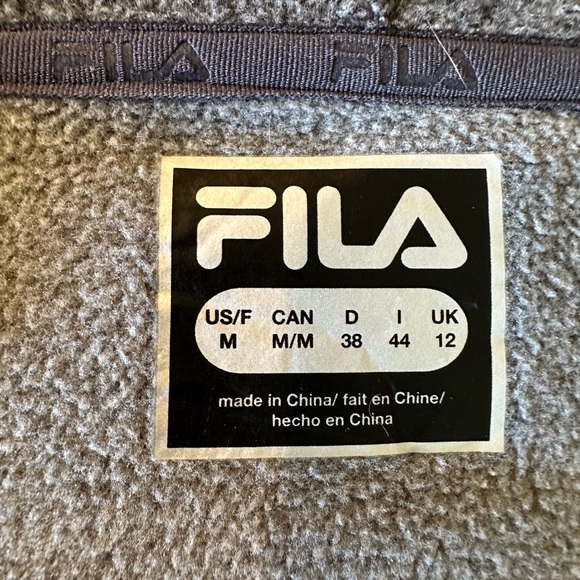 FILA FILA
FILA
US/F CAN D I UK
M M/M 38 44 12
made in China/ fait en Chine/
hecho en China